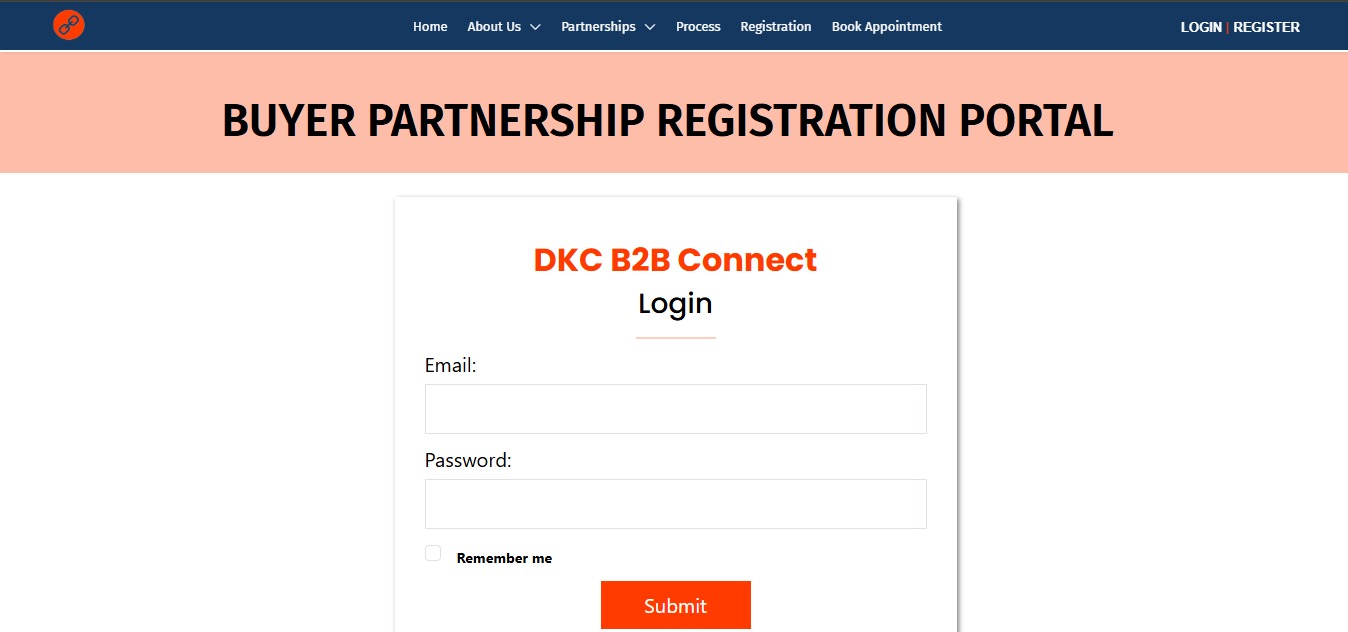 Home About Us Partnerships Process Registration Book Appointment LOGIN | REGISTER
BUYER PARTNERSHIP REGISTRATION PORTAL
DKC B2B Connect
Login
Email:
Password:
Remember me
Submit